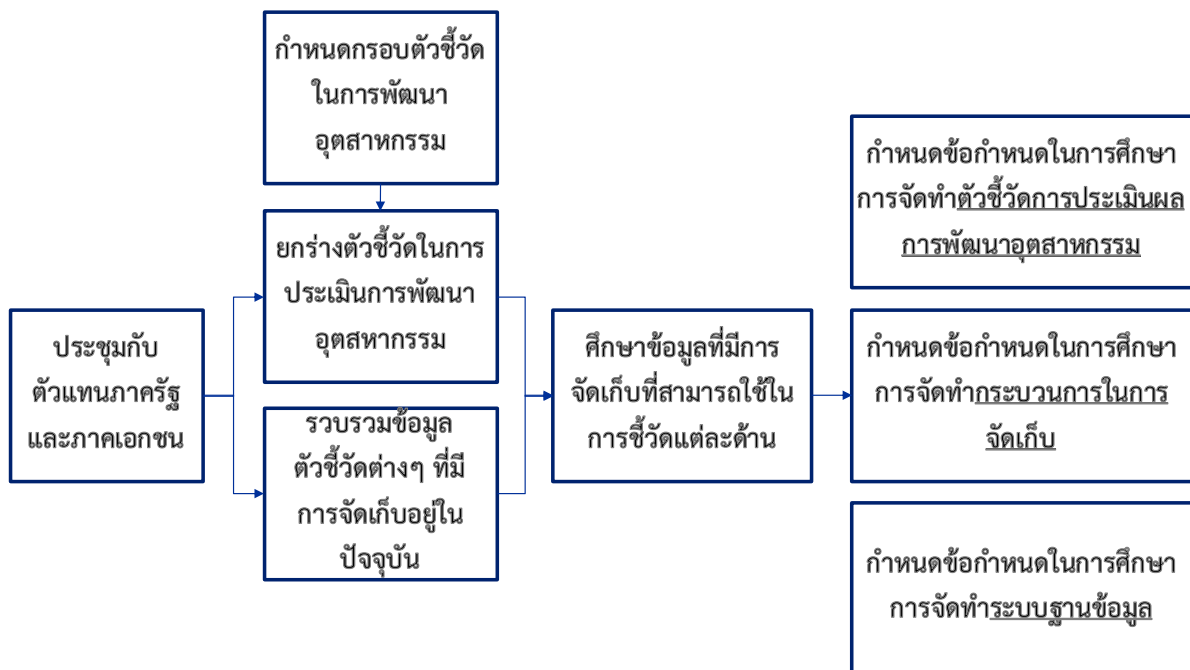 กำหนดกรอบตัวชี้วัด
ในการพัฒนา
อุตสาหกรรม
ยกร่างตัวชี้วัดในการ
ประเมินการพัฒนา
อุตสหากรรม
ประชุมกับ
ตัวแทนภาครัฐ
และภาคเอกชน
รวบรวมข้อมูล
ตัวชี้วัดต่างๆ ที่มี
การจัดเก็บอยู่ใน
ปัจจุบัน
ศึกษาข้อมูลที่มีการ
จัดเก็บที่สามารถใช้ใน
การชี้วัดแต่ละด้าน
กำหนดข้อกำหนดในการศึกษา
การจัดทำตัวชี้วัดการประเมินผล
การพัฒนาอุตสาหกรรม
กำหนดข้อกำหนดในการศึกษา
การจัดทำกระบวนการในการ
จัดเก็บ
กำหนดข้อกำหนดในการศึกษา
การจัดทำระบบฐานข้อมูล